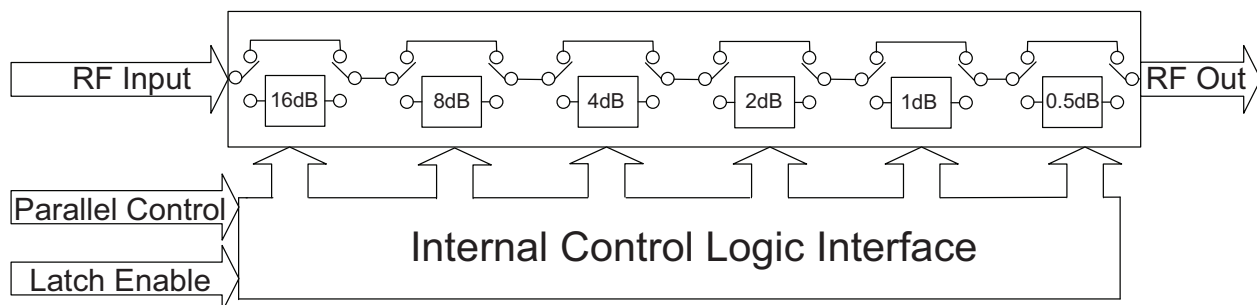 RF Input
16dB
8dB
4dB
2dB
1dB
0.5dB
RF Out
Parallel Control
Internal Control Logic Interface
Latch Enable